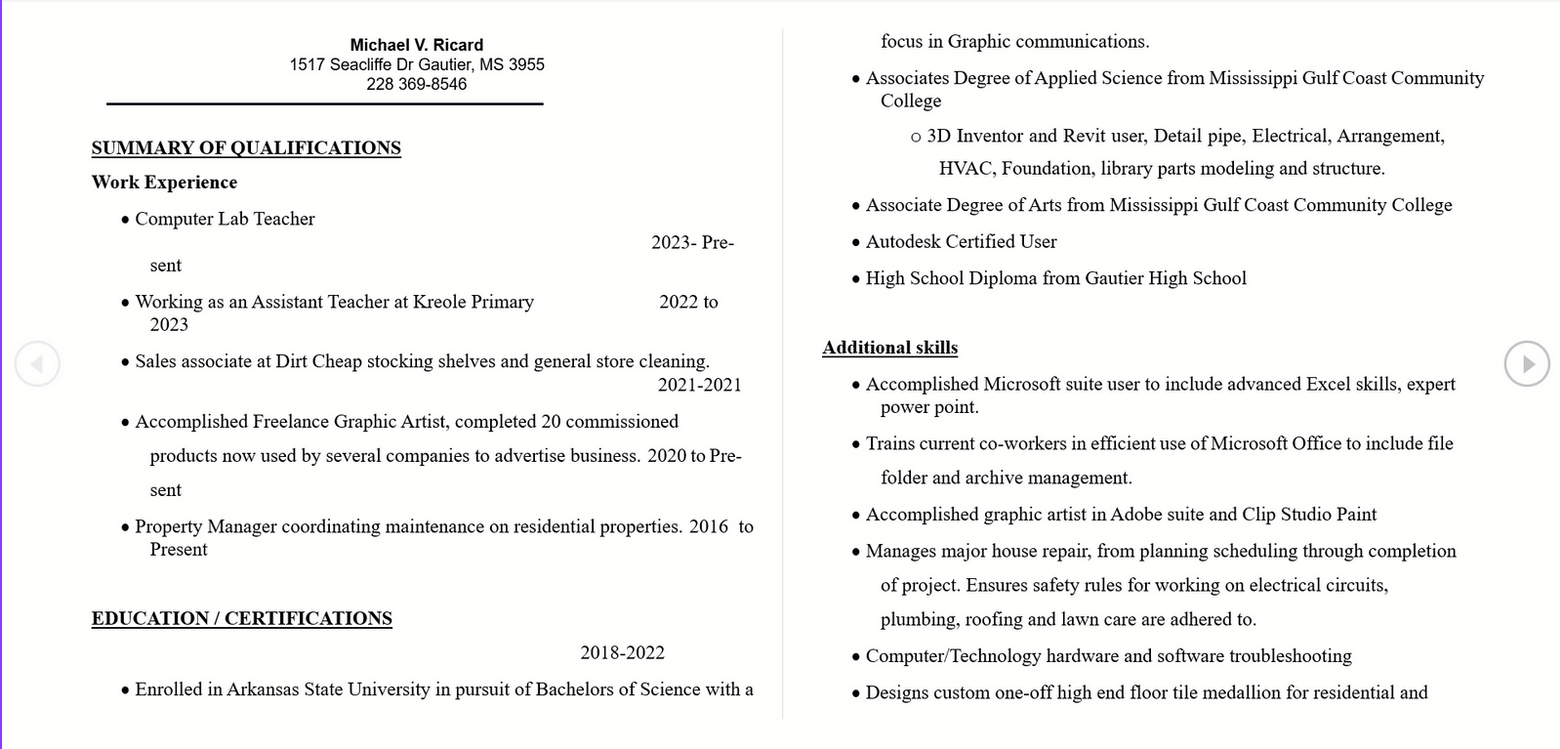 Michael V. Ricard
1517 Seacliffe Dr Gautier, MS 3955
228 369-8546
SUMMARY OF QUALIFICATIONS
Work Experience
● Computer Lab Teacher
2023- Pre-
sent
● Working as an Assistant Teacher at Kreole Primary 2022 to
2023
● Sales associate at Dirt Cheap stocking shelves and general store cleaning.
2021-2021
● Accomplished Freelance Graphic Artist, completed 20 commissioned
products now used by several companies to advertise business. 2020 to Pre-
sent
● Property Manager coordinating maintenance on residential properties. 2016 to
Present
EDUCATION / CERTIFICATIONS
2018-2022
● Enrolled in Arkansas State University in pursuit of Bachelors of Science with a
focus in Graphic communications.
● Associates Degree of Applied Science from Mississippi Gulf Coast Community
College
○ 3D Inventor and Revit user, Detail pipe, Electrical, Arrangement,
HVAC, Foundation, library parts modeling and structure.
● Associate Degree of Arts from Mississippi Gulf Coast Community College
● Autodesk Certified User
● High School Diploma from Gautier High School
Additional skills
● Accomplished Microsoft suite user to include advanced Excel skills, expert
power point.
● Trains current co-workers in efficient use of Microsoft Office to include file
folder and archive management.
● Accomplished graphic artist in Adobe suite and Clip Studio Paint
● Manages major house repair, from planning scheduling through completion
of project. Ensures safety rules for working on electrical circuits,
plumbing, roofing and lawn care are adhered to.
● Computer/Technology hardware and software troubleshooting
● Designs custom one-off high end floor tile medallion for residential and